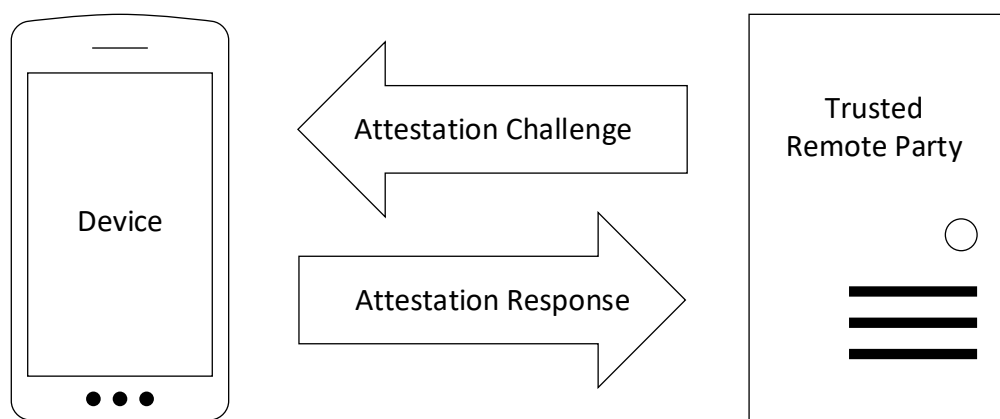 Device
Attestation Challenge
Attestation Response
Trusted
Remote Party